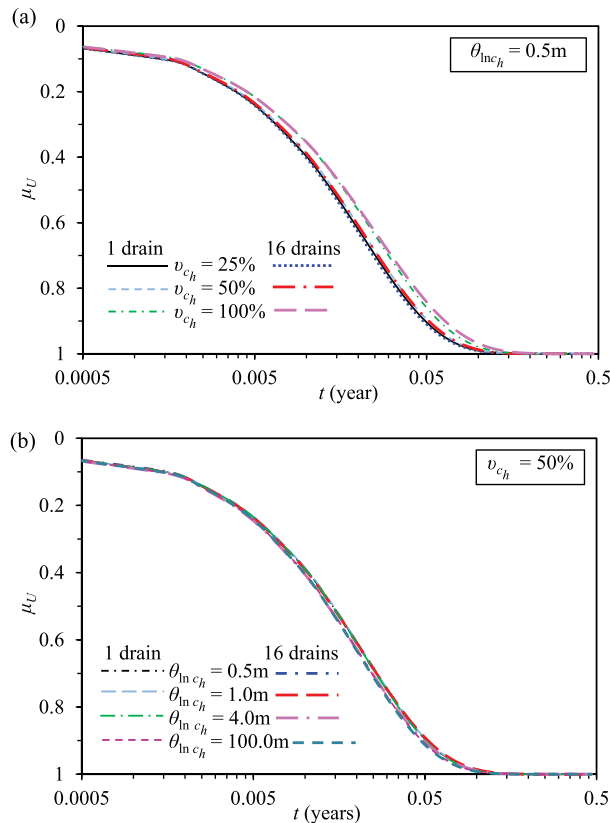 (a)
0
θln ch = 0.5m
0.2
0.4
μU
0.6
1 drain 16 drains
υch = 25%
0.8
υch = 50%
υch = 100%
1
0.0005 0.005 0.05 0.5
t (year)
(b)
0
υch = 50%
0.2
0.4
μU
0.6
1 drain 16 drains
θln ch = 0.5m
θln ch = 1.0m
0.8
θln ch = 4.0m
θln ch = 100.0m
1
0.0005 0.005 0.05 0.5
t (years)